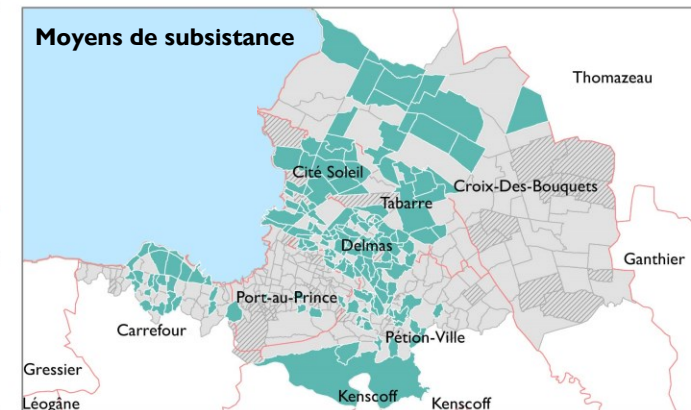 Moyens de subsistance
Thomazeau
Cité Soleil
Croix-Des-Bouquets
Tabarre
Delmas
Ganthier
Port-au-Prince
Carrefour
Pétion-Ville
Gressier
Kenscoff
Kenscoff
Léogâne